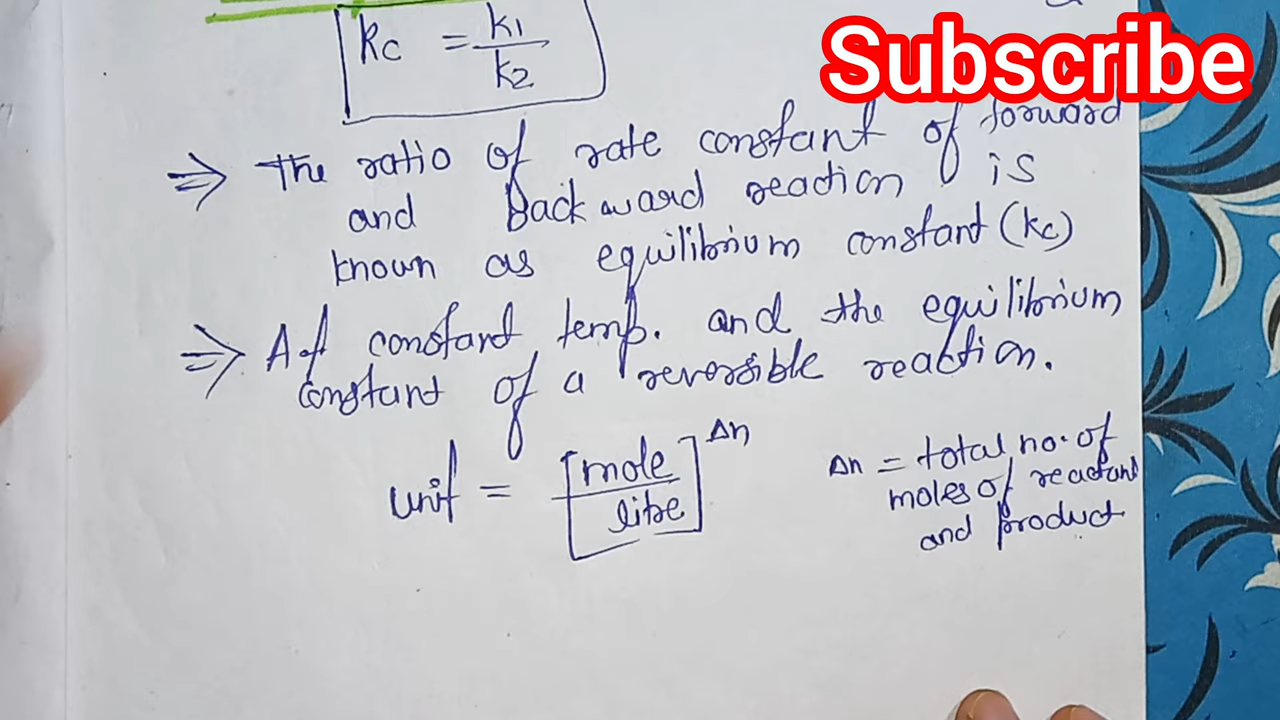 Subscribe
Kc = K1/K2
⇒ The ratio of rate constant of forward
and Backward reaction is
known as equilibrium constant (Kc)
⇒ At constant temp. and the equilibrium
constant of a reversible reaction.
unit = [mole/litre]^Δn
Δn = total no. of
moles of reactant
and product